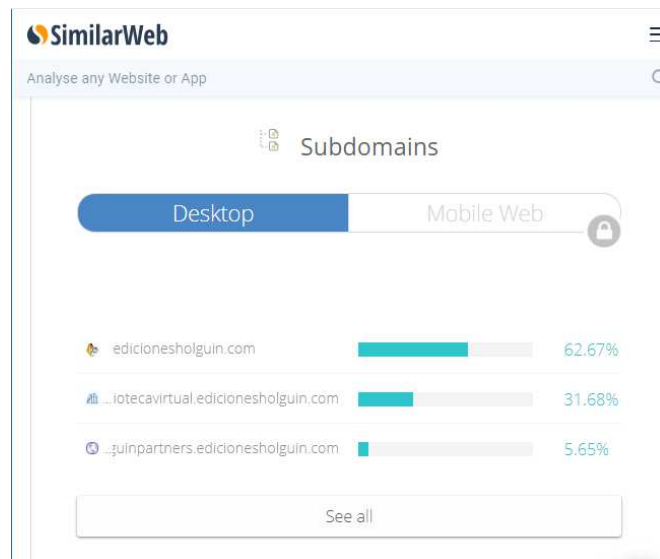 SimilarWeb
Analyse any Website or App
Subdomains
Desktop Mobile Web
edicionesholguin.com 62.67%
...iotecavirtual.edicionesholguin.com 31.68%
...guinpartners.edicionesholguin.com 5.65%
See all